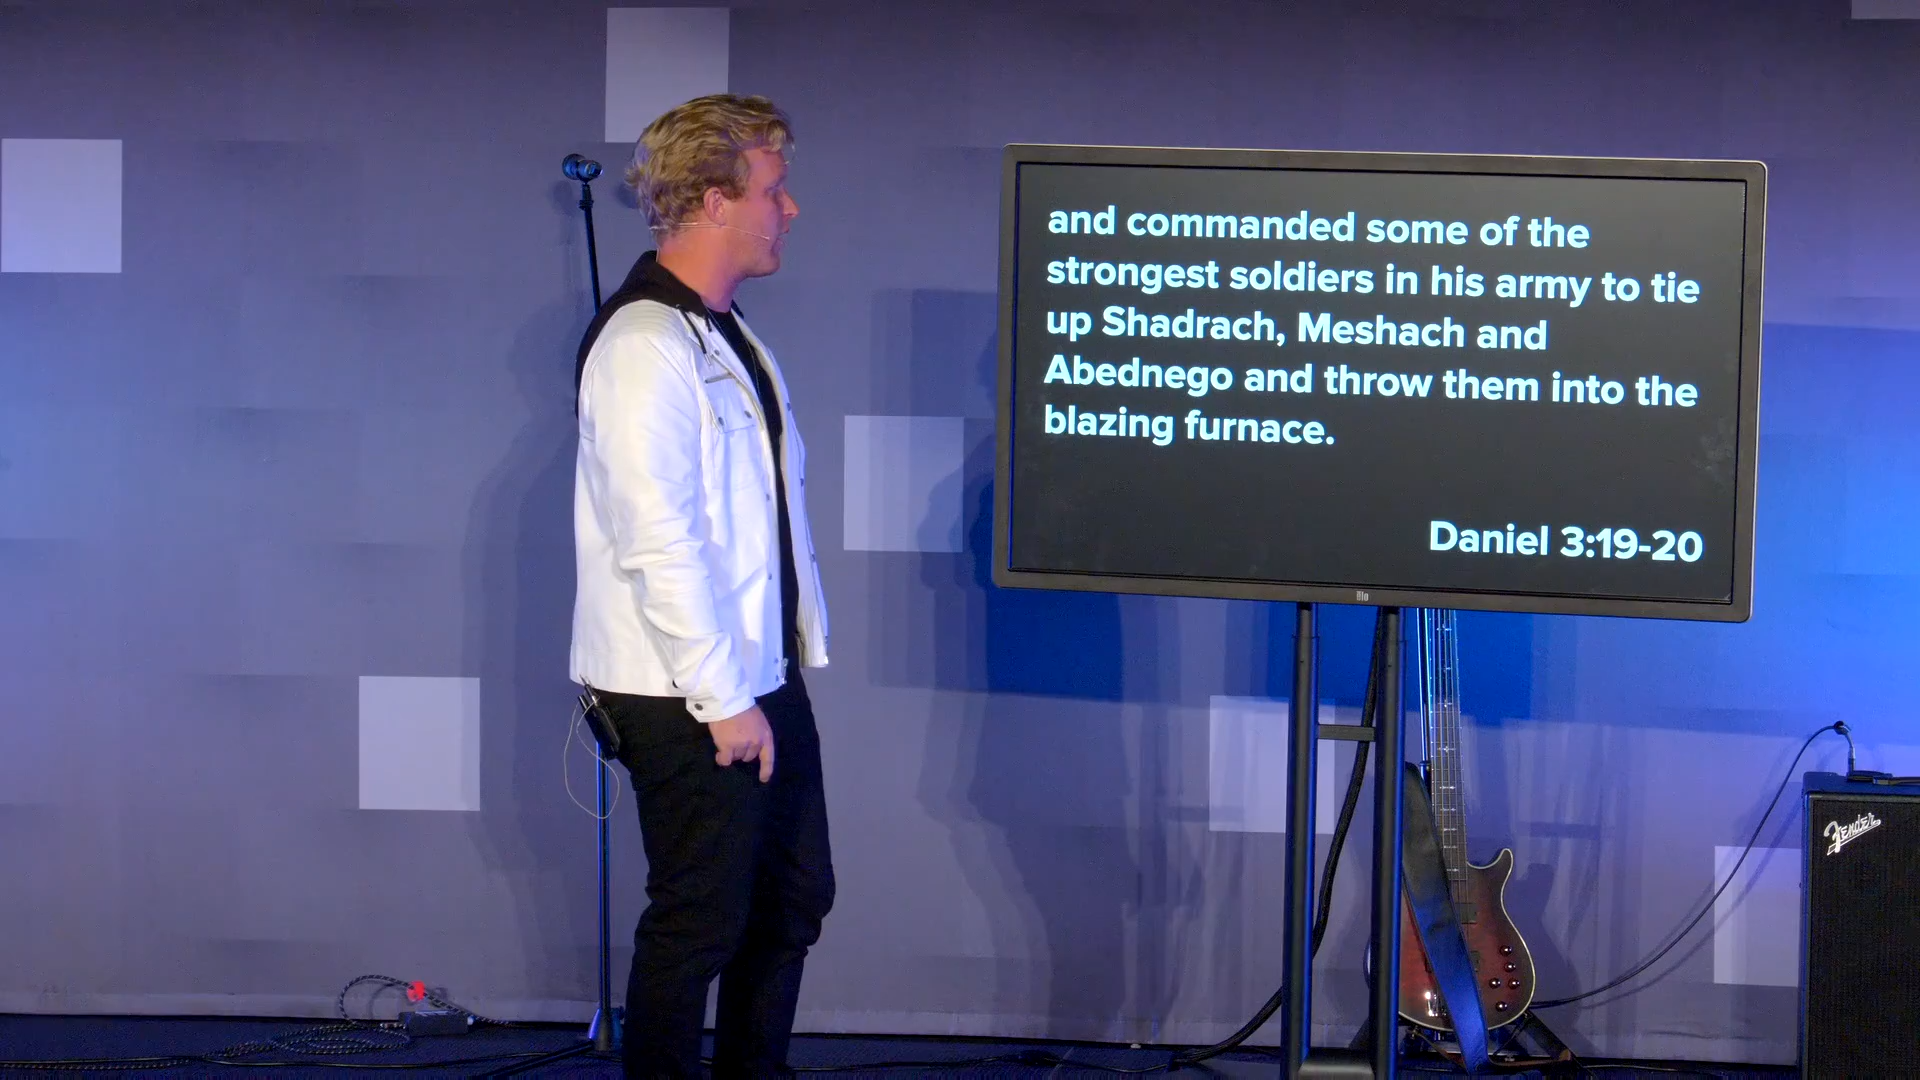 and commanded some of the
strongest soldiers in his army to tie
up Shadrach, Meshach and
Abednego and throw them into the
blazing furnace.
Daniel 3:19-20
elo
Fender